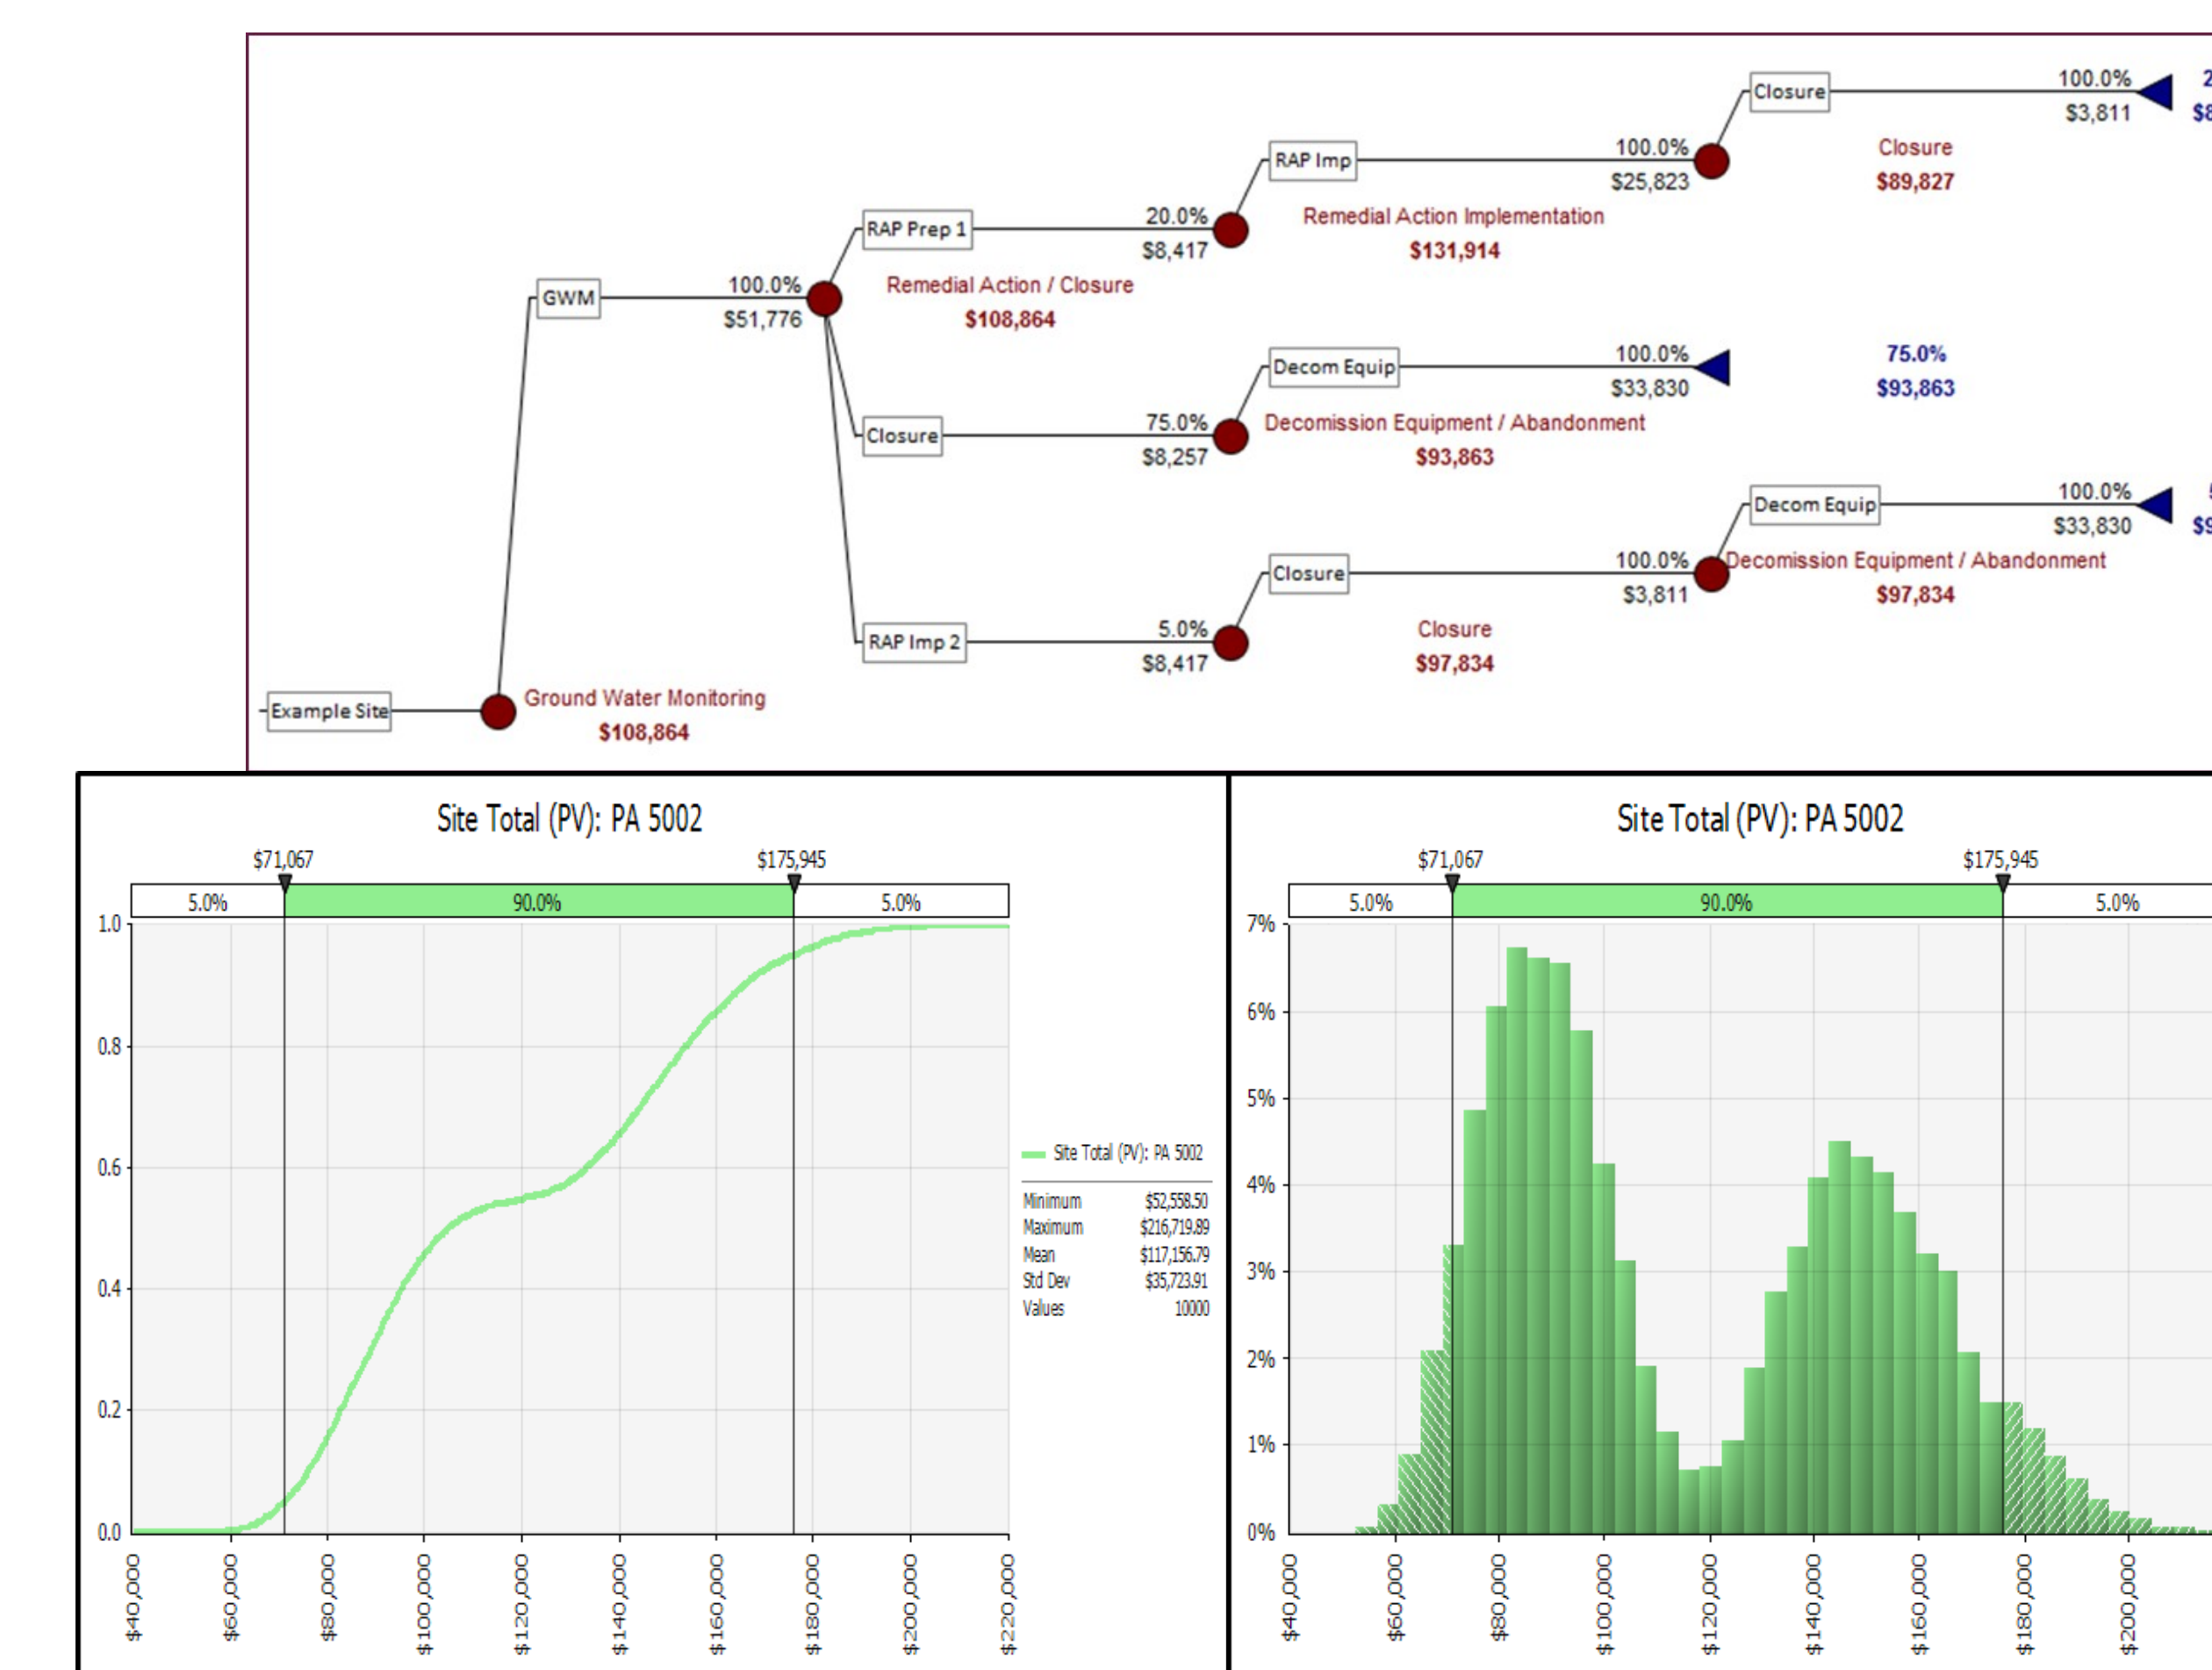 Closure
100.0%
$3,811
RAP Imp
100.0%
$25,823
Closure
$89,827
RAP Prep 1
20.0%
$8,417
Remedial Action Implementation
$131,914
GWM
100.0%
$51,776
Remedial Action / Closure
$108,864
Decom Equip
100.0%
$33,830
75.0%
$93,863
Closure
75.0%
$8,257
Decomission Equipment / Abandonment
$93,863
Decom Equip
100.0%
$33,830
Closure
100.0%
$3,811
Decomission Equipment / Abandonment
$97,834
RAP Imp 2
5.0%
$8,417
Closure
$97,834
Example Site
Ground Water Monitoring
$108,864
Site Total (PV): PA 5002
$71,067 $175,945
5.0% 90.0% 5.0%
1.0
0.8
0.6
0.4
0.2
0.0
$40,000 $60,000 $80,000 $100,000 $120,000 $140,000 $160,000 $180,000 $200,000 $220,000
Site Total (PV): PA 5002
Minimum $52,558.50
Maximum $216,719.89
Mean $117,156.79
Std Dev $35,723.91
Values 10000
Site Total (PV): PA 5002
$71,067 $175,945
5.0% 90.0% 5.0%
7%
6%
5%
4%
3%
2%
1%
0%
$40,000 $60,000 $80,000 $100,000 $120,000 $140,000 $160,000 $180,000 $200,000